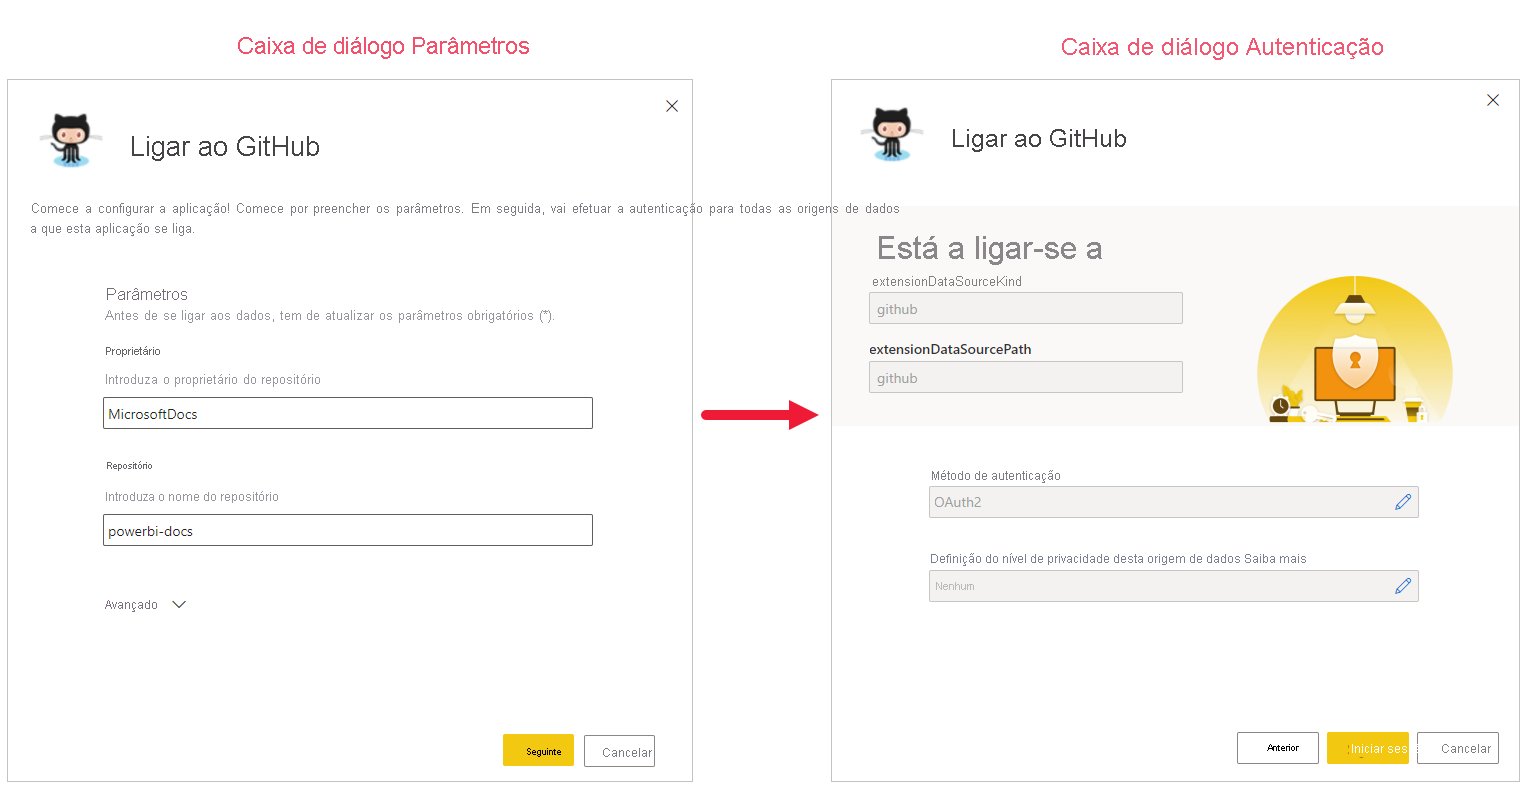 Caixa de diálogo Parâmetros
Ligar ao GitHub
Comece a configurar a aplicação! Comece por preencher os parâmetros. Em seguida, vai efetuar a autenticação para todas as origens de dados
a que esta aplicação se liga.
Parâmetros
Antes de se ligar aos dados, tem de atualizar os parâmetros obrigatórios (*).
Proprietário
Introduza o proprietário do repositório
MicrosoftDocs
Repositório
Introduza o nome do repositório
powerbi-docs
Avançado
Seguinte
Cancelar
Caixa de diálogo Autenticação
Ligar ao GitHub
Está a ligar-se a
extensionDataSourceKind
github
extensionDataSourcePath
github
Método de autenticação
OAuth2
Definição do nível de privacidade desta origem de dados Saiba mais
Nenhum
Anterior
Iniciar ses
Cancelar